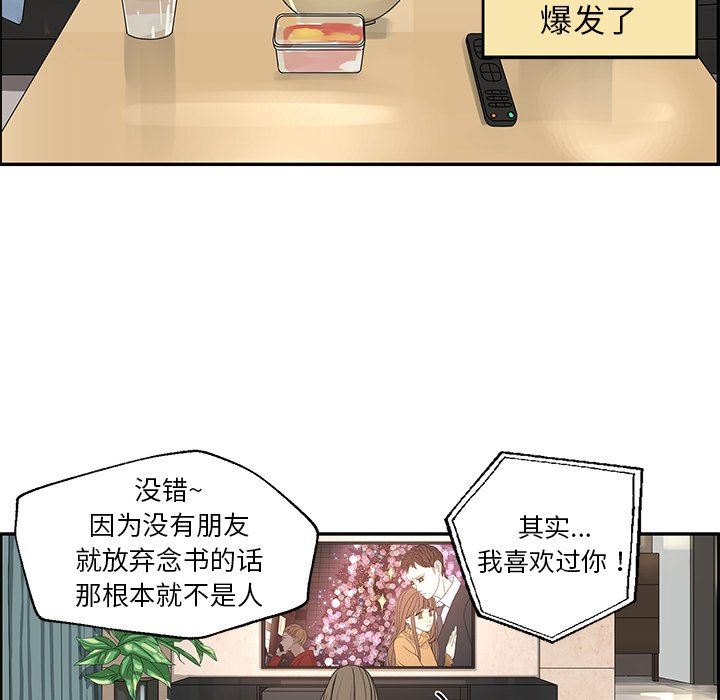 爆发了
没错~
因为没有朋友
就放弃念书的话
那根本就不是人
其实...
我喜欢过你！